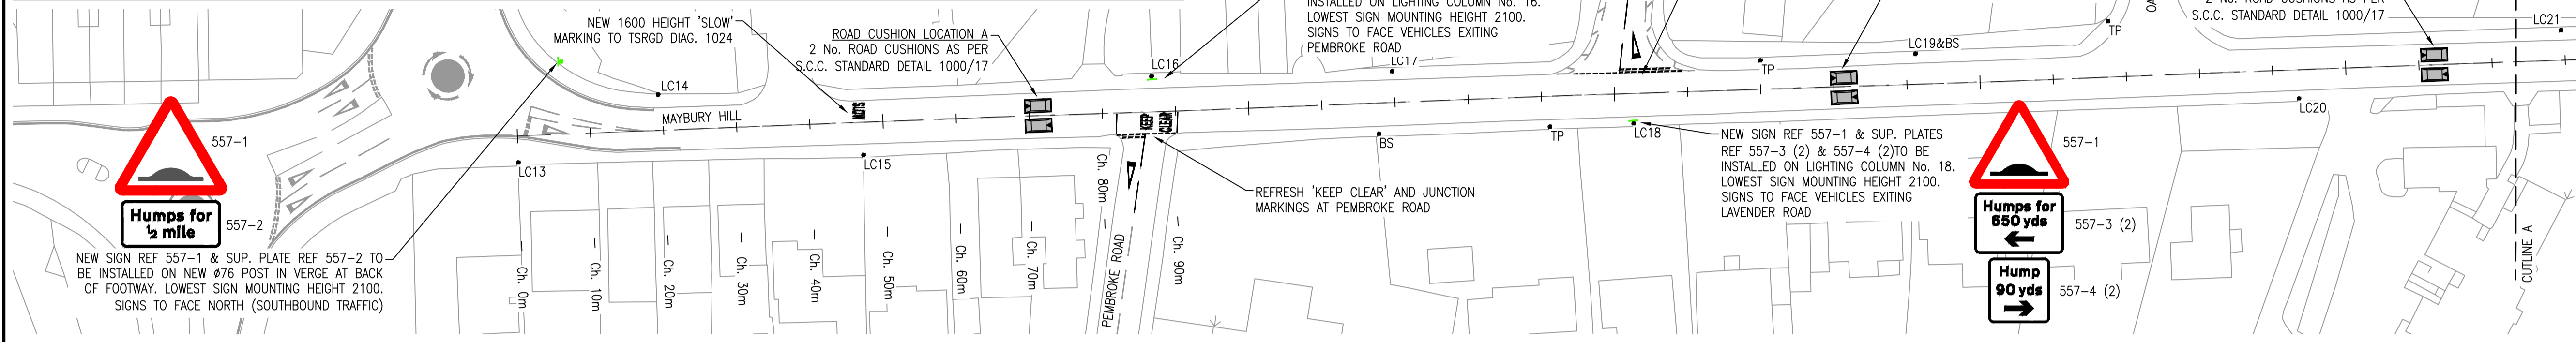 NEW 1600 HEIGHT 'SLOW'
MARKING TO TSRGD DIAG. 1024
ROAD CUSHION LOCATION A
2 No. ROAD CUSHIONS AS PER
S.C.C. STANDARD DETAIL 1000/17
INSTALLED ON LIGHTING COLUMN No. 16.
LOWEST SIGN MOUNTING HEIGHT 2100.
SIGNS TO FACE VEHICLES EXITING
PEMBROKE ROAD
2 No. ROAD CUSHIONS AS PER
S.C.C. STANDARD DETAIL 1000/17
OA
LC16
LC17
TP
LC19&BS
TP
LC21
LC14
MAYBURY HILL
SLOW
KEEP
CLEAR
LC13
LC15
BS
TP
LC18
LC20
557-1
Humps for
½ mile
557-2
NEW SIGN REF 557-1 & SUP. PLATE REF 557-2 TO
BE INSTALLED ON NEW ø76 POST IN VERGE AT BACK
OF FOOTWAY. LOWEST SIGN MOUNTING HEIGHT 2100.
SIGNS TO FACE NORTH (SOUTHBOUND TRAFFIC)
Ch. 0m
Ch. 10m
Ch. 20m
Ch. 30m
Ch. 40m
Ch. 50m
Ch. 60m
Ch. 70m
Ch. 80m
Ch. 90m
PEMBROKE ROAD
REFRESH 'KEEP CLEAR' AND JUNCTION
MARKINGS AT PEMBROKE ROAD
NEW SIGN REF 557-1 & SUP. PLATES
REF 557-3 (2) & 557-4 (2)TO BE
INSTALLED ON LIGHTING COLUMN No. 18.
LOWEST SIGN MOUNTING HEIGHT 2100.
SIGNS TO FACE VEHICLES EXITING
LAVENDER ROAD
557-1
Humps for
650 yds
557-3 (2)
Hump
90 yds
557-4 (2)
CUTLINE A